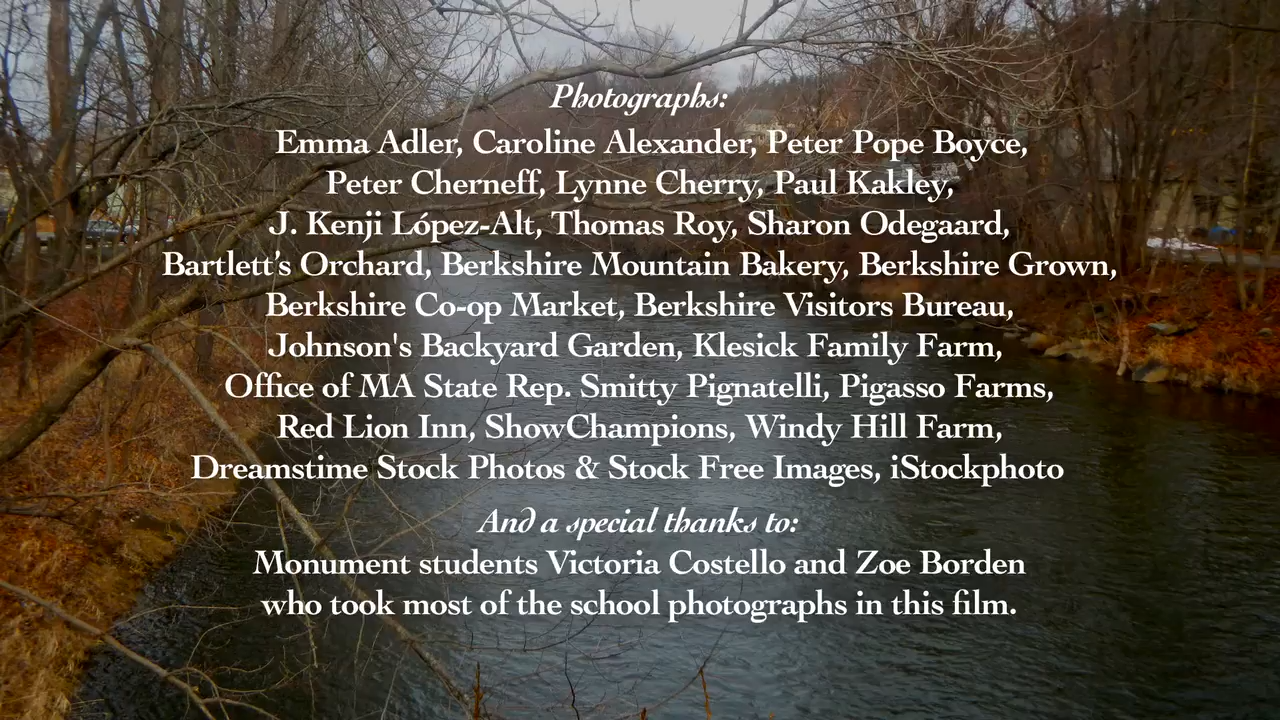 Photographs:
Emma Adler, Caroline Alexander, Peter Pope Boyce,
Peter Cherneff, Lynne Cherry, Paul Kakley,
J. Kenji López-Alt, Thomas Roy, Sharon Odegaard,
Bartlett’s Orchard, Berkshire Mountain Bakery, Berkshire Grown,
Berkshire Co-op Market, Berkshire Visitors Bureau,
Johnson's Backyard Garden, Klesick Family Farm,
Office of MA State Rep. Smitty Pignatelli, Pigasso Farms,
Red Lion Inn, ShowChampions, Windy Hill Farm,
Dreamstime Stock Photos & Stock Free Images, iStockphoto
And a special thanks to:
Monument students Victoria Costello and Zoe Borden
who took most of the school photographs in this film.